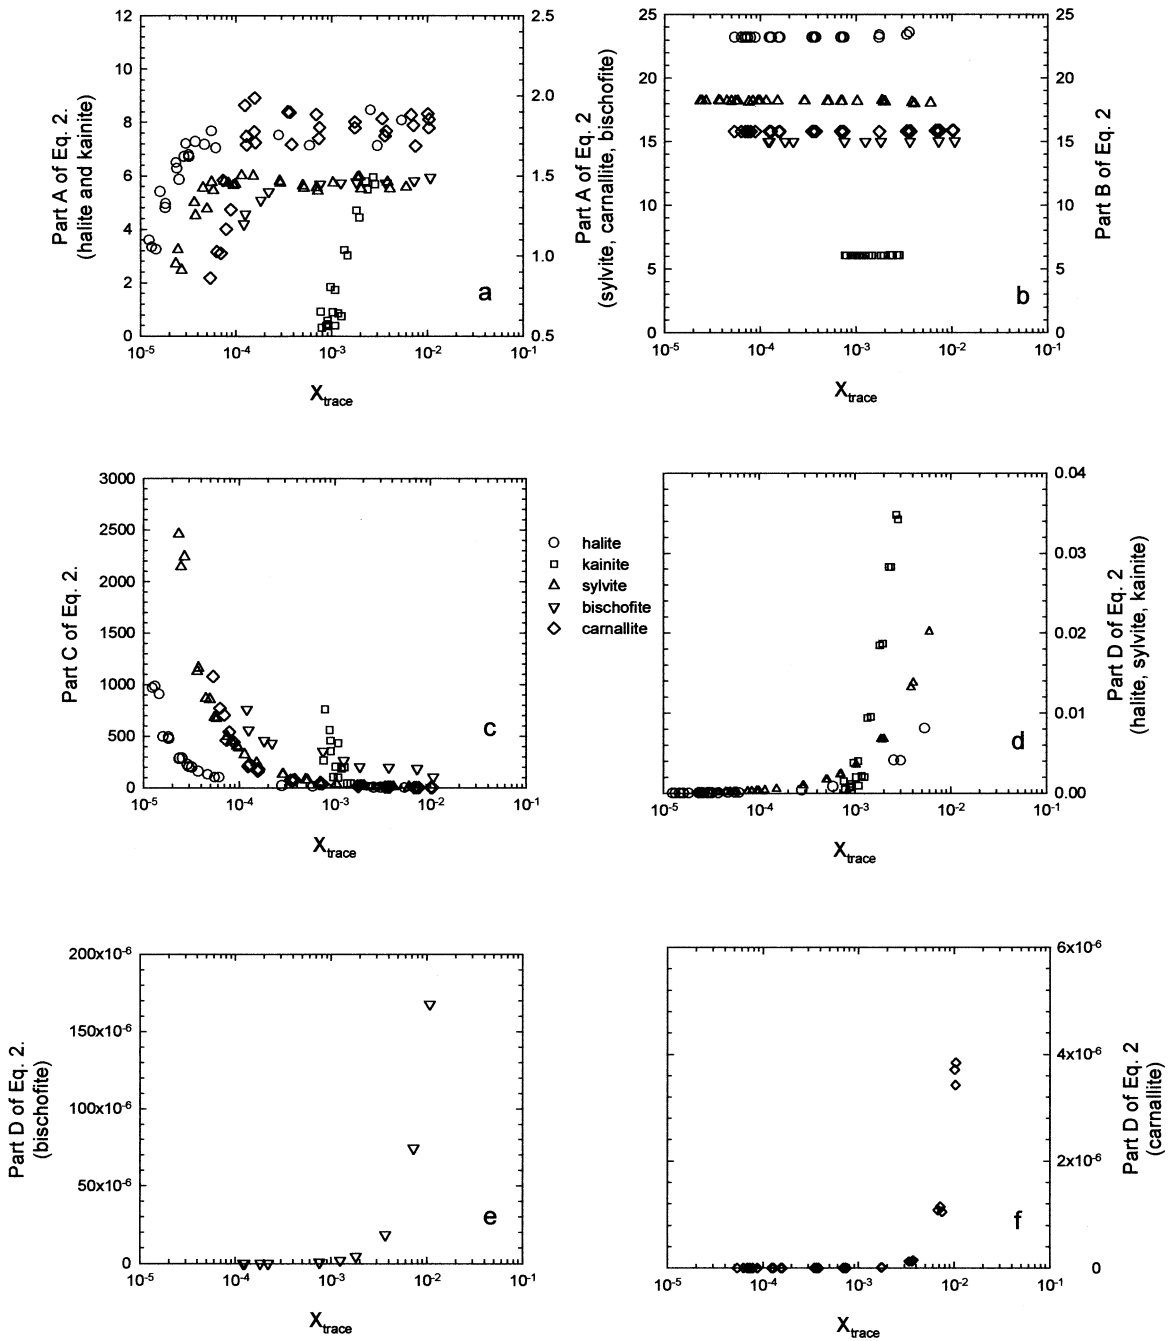 12
10
8
6
4
2
0
2.5
2.0
1.5
1.0
0.5
10-5
10-4
10-3
10-2
10-1
Part A of Eq. 2.
(halite and kainite)
Part A of Eq. 2
(sylvite, carnallite, bischofite)
a
Xtrace
25
20
15
10
5
0
25
20
15
10
5
0
10-5
10-4
10-3
10-2
10-1
Part B of Eq. 2
b
Xtrace
3000
2500
2000
1500
1000
500
0
10-5
10-4
10-3
10-2
10-1
Part C of Eq. 2.
c
Xtrace
halite
kainite
sylvite
bischofite
carnallite
0.04
0.03
0.02
0.01
0.00
10-5
10-4
10-3
10-2
10-1
Part D of Eq. 2
(halite, sylvite, kainite)
d
Xtrace
200x10-6
150x10-6
100x10-6
50x10-6
0
10-5
10-4
10-3
10-2
10-1
Part D of Eq. 2.
(bischofite)
e
Xtrace
6x10-6
4x10-6
2x10-6
0
10-5
10-4
10-3
10-2
10-1
Part D of Eq. 2
(carnallite)
f
Xtrace